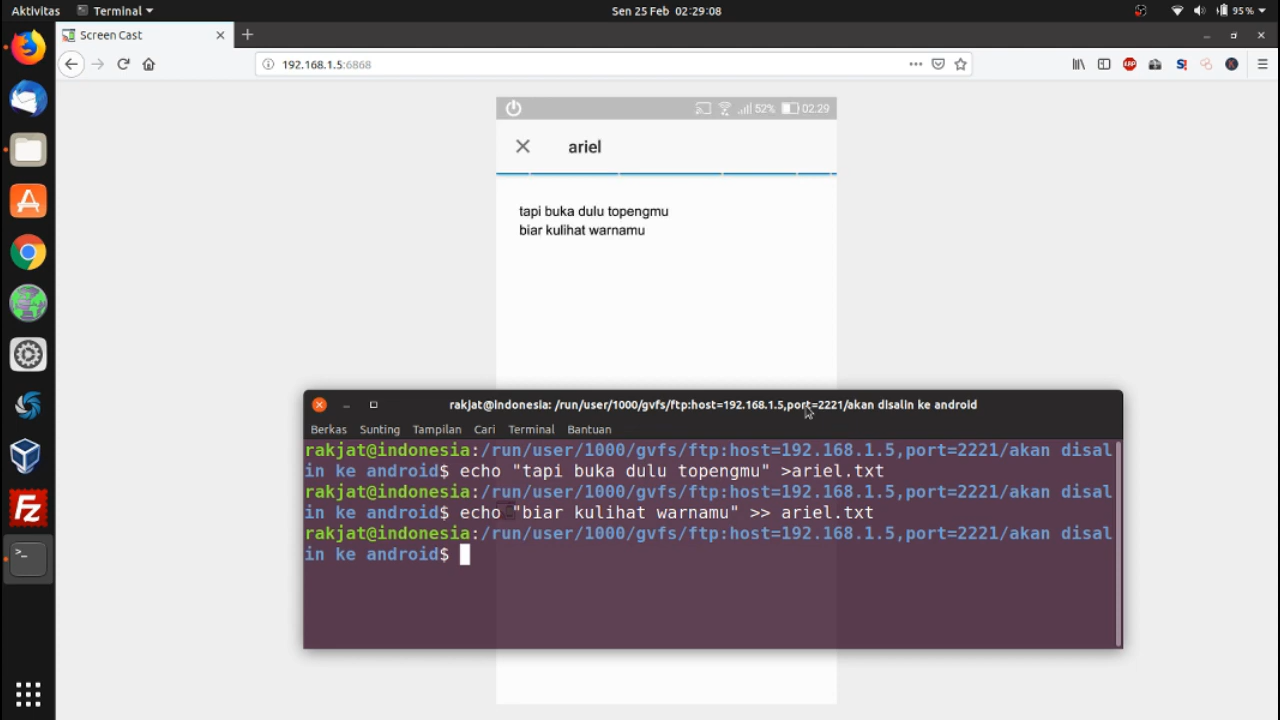 Aktivitas
Terminal
Sen 25 Feb 02:29:08
95 %
Screen Cast
192.168.1.5:6868
ABP
S!
52%
02.29
ariel
tapi buka dulu topengmu
biar kulihat warnamu
rakjat@indonesia: /run/user/1000/gvfs/ftp:host=192.168.1.5,port=2221/akan disalin ke android
Berkas Sunting Tampilan Cari Terminal Bantuan
rakjat@indonesia:/run/user/1000/gvfs/ftp:host=192.168.1.5,port=2221/akan disal
in ke android$ echo "tapi buka dulu topengmu" >ariel.txt
rakjat@indonesia:/run/user/1000/gvfs/ftp:host=192.168.1.5,port=2221/akan disal
in ke android$ echo "biar kulihat warnamu" >> ariel.txt
rakjat@indonesia:/run/user/1000/gvfs/ftp:host=192.168.1.5,port=2221/akan disal
in ke android$
Fz
>_